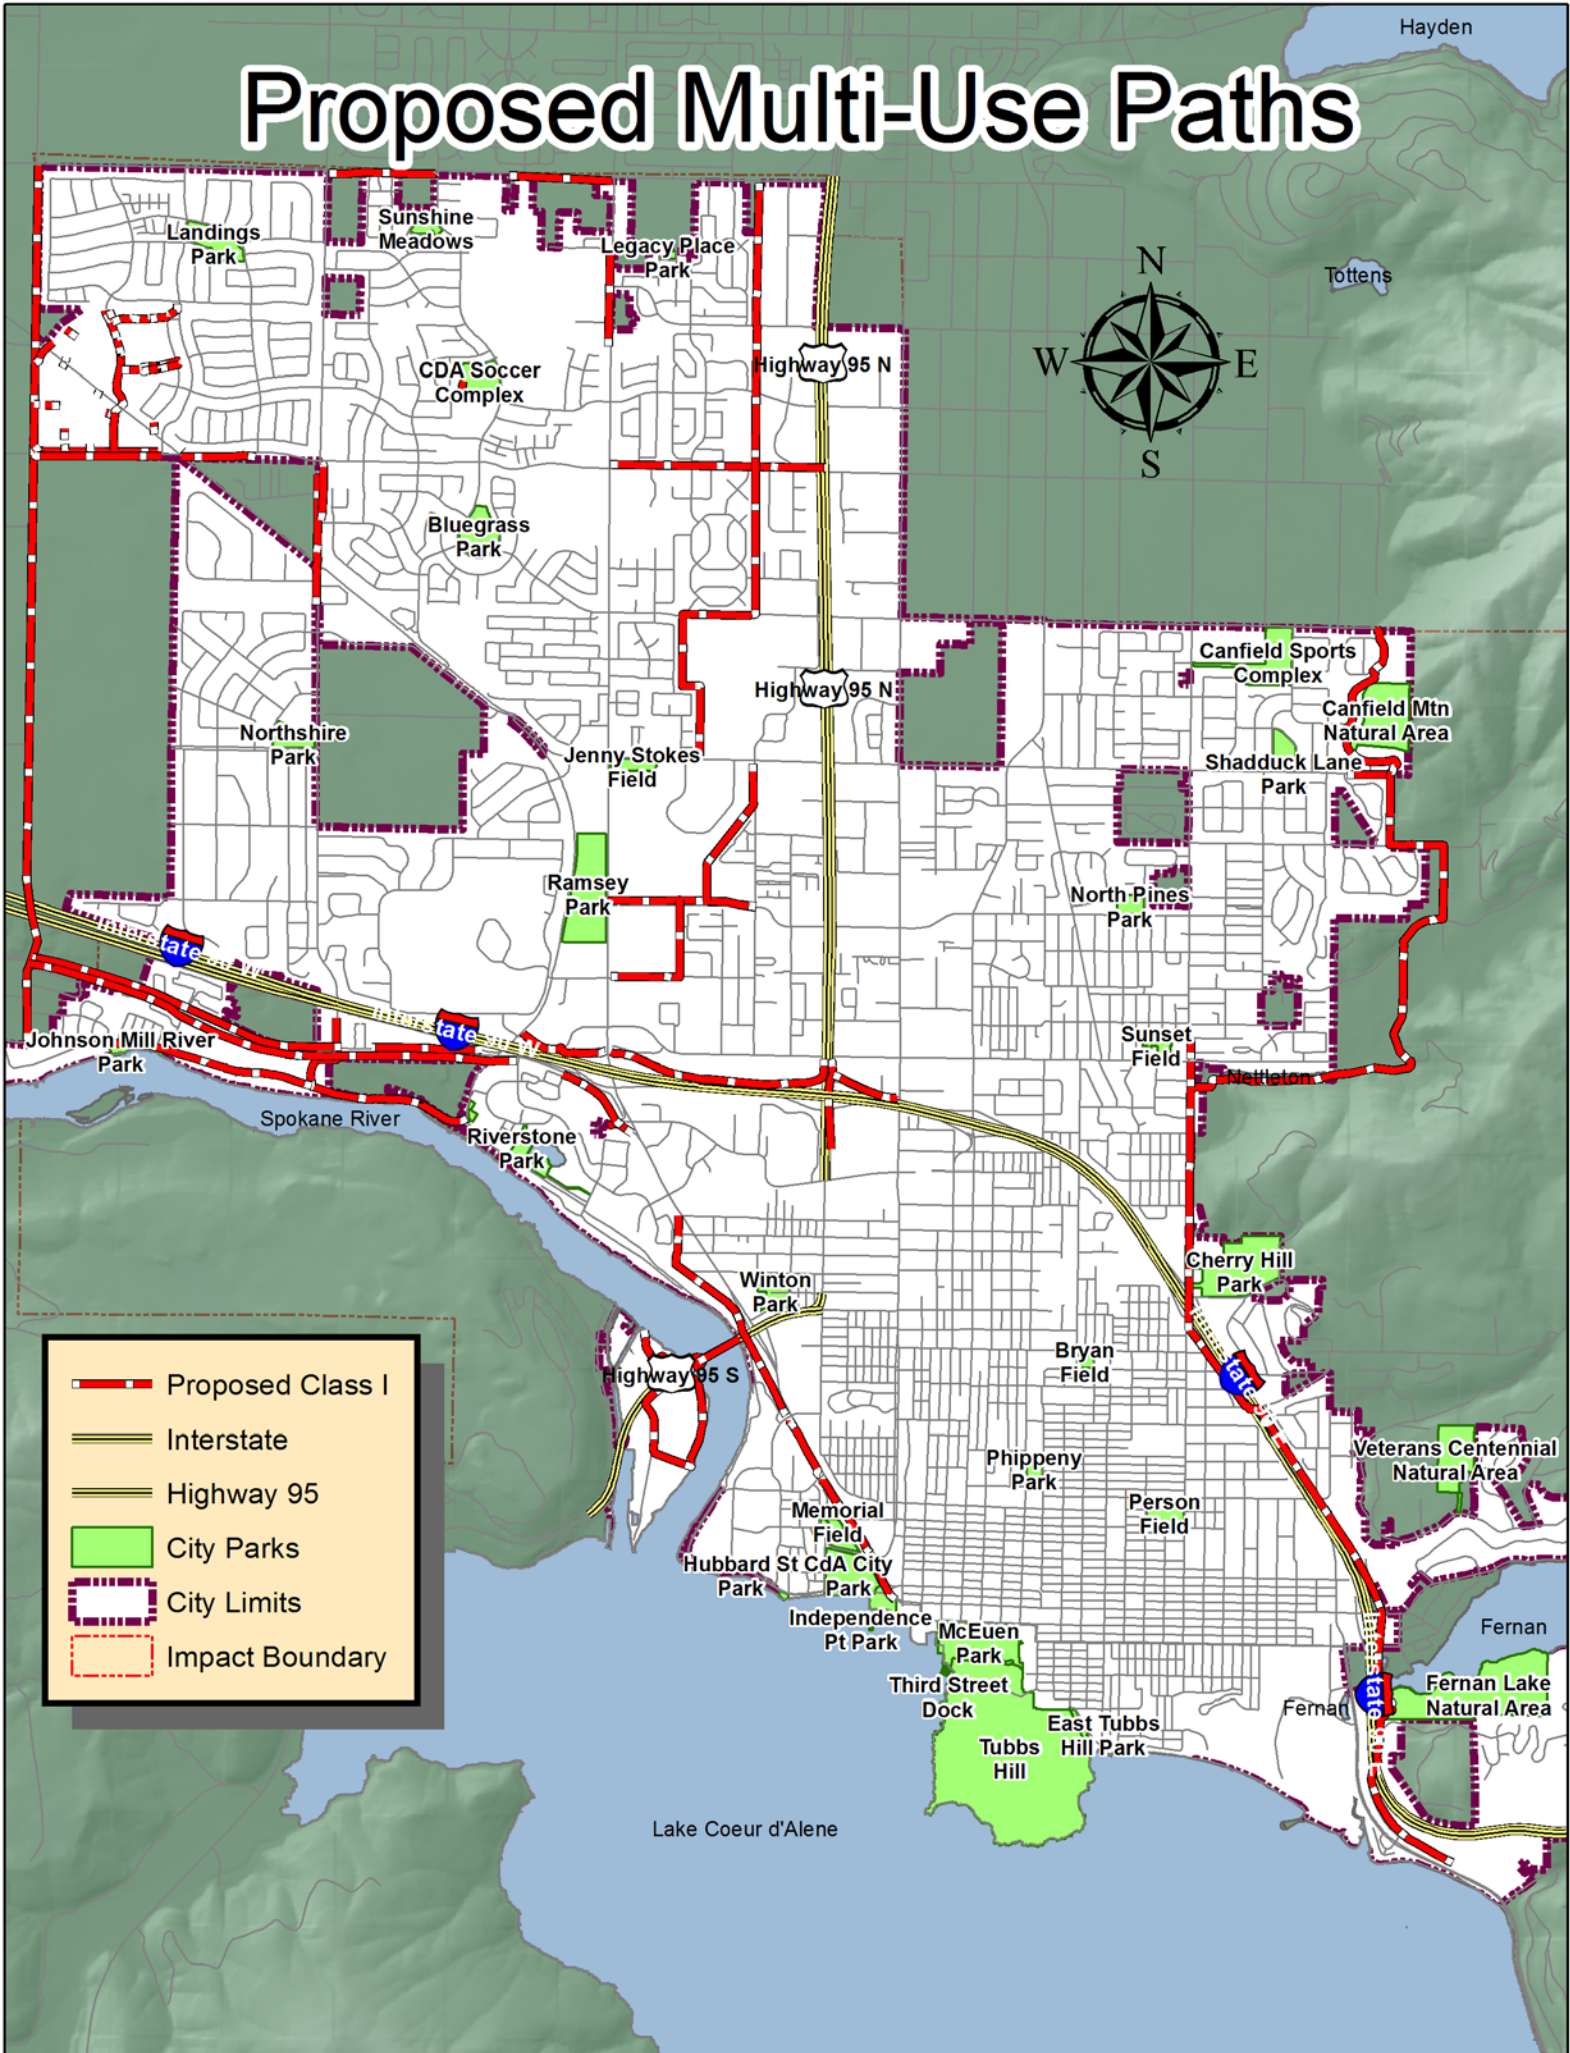 Hayden
Proposed Multi-Use Paths
Landings
Park
Sunshine
Meadows
Legacy Place
Park
N
W
E
S
Tottens
Highway 95 N
CDA Soccer
Complex
Bluegrass
Park
Canfield Sports
Complex
Highway 95 N
Canfield Mtn
Natural Area
Northshire
Park
Jenny Stokes
Field
Shadduck Lane
Park
Ramsey
Park
North Pines
Park
Interstate 90 W
Interstate 90 W
Johnson Mill River
Park
Sunset
Field
Nettleton
Spokane River
Riverstone
Park
Cherry Hill
Park
Winton
Park
Highway 95 S
Bryan
Field
Proposed Class I
Interstate
Highway 95
City Parks
City Limits
Impact Boundary
Phippeny
Park
Person
Field
Veterans Centennial
Natural Area
Memorial
Field
Hubbard St
Park
CdA City
Park
Independence
Pt Park
McEuen
Park
Third Street
Dock
East Tubbs
Hill Park
Tubbs
Hill
Fernan
Fernan
Fernan Lake
Natural Area
Lake Coeur d'Alene